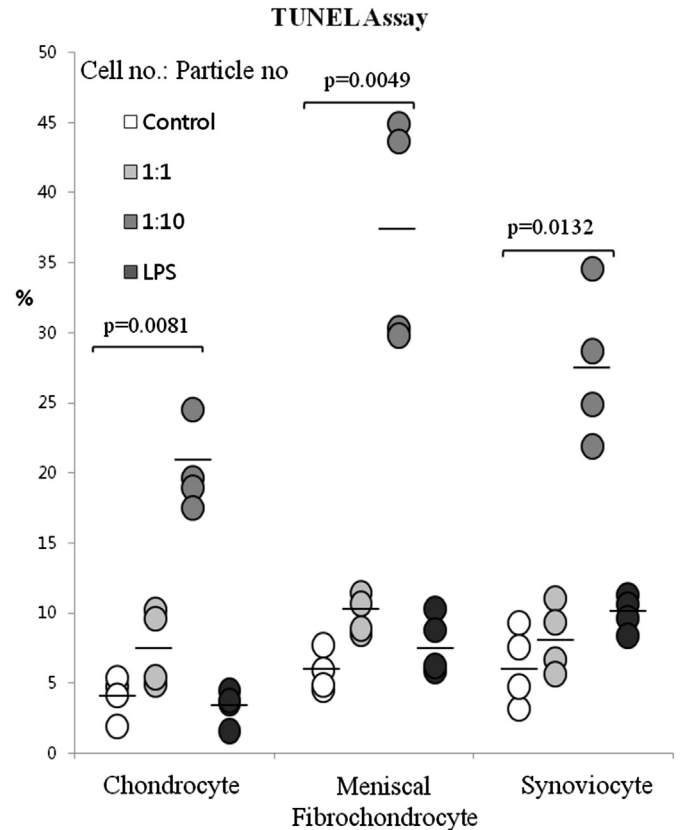 TUNEL Assay
50
Cell no.: Particle no
p=0.0049
45
Control
40
1:1
1:10
p=0.0132
35
LPS
%
30
p=0.0081
25
20
15
10
5
0
Chondrocyte
Meniscal
Fibrochondrocyte
Synoviocyte